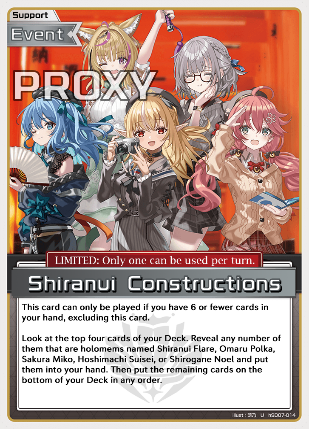 Support
Event
PROXY
LIMITED: Only one can be used per turn.
Shiranui Constructions
This card can only be played if you have 6 or fewer cards in
your hand, excluding this card.
Look at the top four cards of your Deck. Reveal any number
of them that are holomems named Shiranui Flare, Omaru Polka,
Sakura Miko, Hoshimachi Suisei, or Shirogane Noel and put
them into your hand. Then put the remaining cards on the
bottom of your Deck in any order.
U hSD07-014